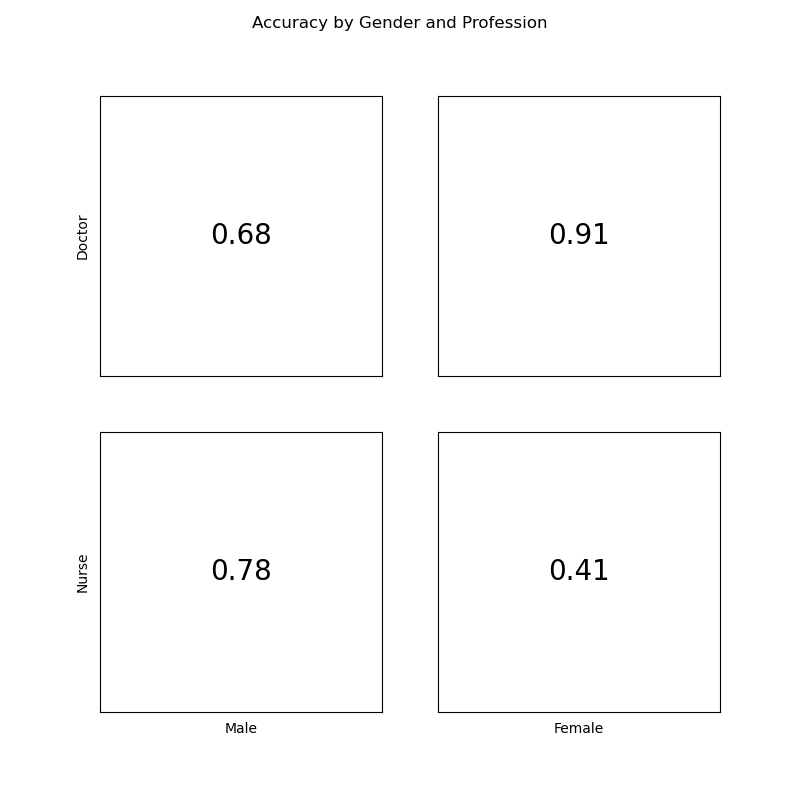 Accuracy by Gender and Profession
Doctor
0.68
0.91
Nurse
0.78
0.41
Male
Female